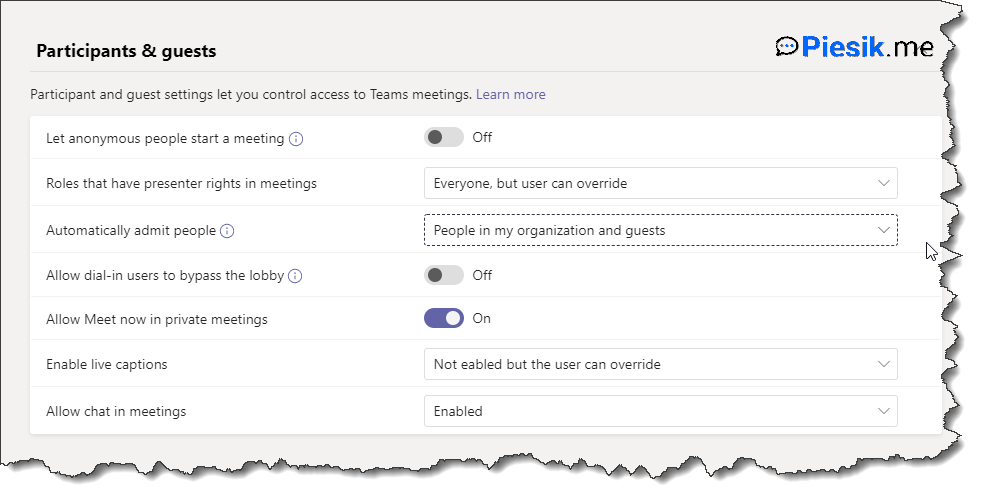 Participants & guests
Piesik.me
Participant and guest settings let you control access to Teams meetings. Learn more
Let anonymous people start a meeting Off
Roles that have presenter rights in meetings Everyone, but user can override
Automatically admit people People in my organization and guests
Allow dial-in users to bypass the lobby Off
Allow Meet now in private meetings On
Enable live captions Not eabled but the user can override
Allow chat in meetings Enabled